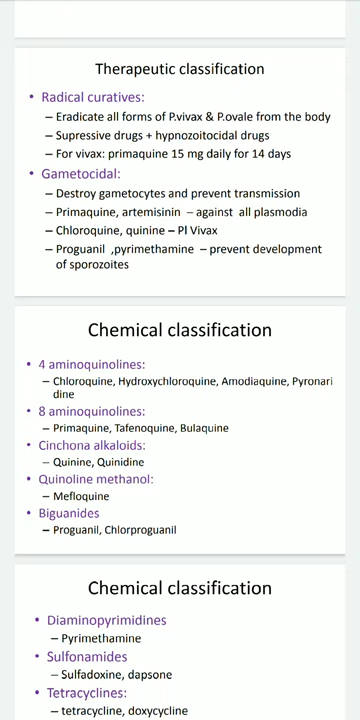 Therapeutic classification
• Radical curatives:
– Eradicate all forms of P.vivax & P.ovale from the body
– Supressive drugs + hypnozoitocidal drugs
– For vivax: primaquine 15 mg daily for 14 days
• Gametocidal:
– Destroy gametocytes and prevent transmission
– Primaquine, artemisinin – against all plasmodia
– Chloroquine, quinine – Pl Vivax
– Proguanil ,pyrimethamine – prevent development
of sporozoites
Chemical classification
• 4 aminoquinolines:
– Chloroquine, Hydroxychloroquine, Amodiaquine, Pyronari
dine
• 8 aminoquinolines:
– Primaquine, Tafenoquine, Bulaquine
• Cinchona alkaloids:
– Quinine, Quinidine
• Quinoline methanol:
– Mefloquine
• Biguanides
– Proguanil, Chlorproguanil
Chemical classification
• Diaminopyrimidines
– Pyrimethamine
• Sulfonamides
– Sulfadoxine, dapsone
• Tetracyclines:
– tetracycline, doxycycline